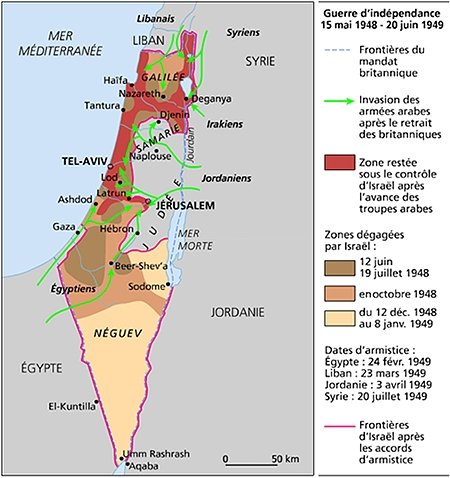 MER
MÉDITERRANÉE
Libanais
LIBAN
Syriens
SYRIE
Haïfa
GALILÉE
Nazareth
Deganya
Tantura
Djenin
Irakiens
SAMARIE
Naplouse
Jourdain
TEL-AVIV
Lod
Jordaniens
Latrun
Ashdod
JÉRUSALEM
Gaza
Hébron
JUDÉE
MER
MORTE
Beer-Shev'a
Égyptiens
Sodome
JORDANIE
NÉGUEV
ÉGYPTE
El-Kuntilla
Umm Rashrash
Aqaba
0 50 km
Guerre d'indépendance
15 mai 1948 - 20 juin 1949
Frontières du
mandat
britannique
Invasion des
armées arabes
après le retrait
des britanniques
Zone restée
sous le contrôle
d'Israël après
l'avance des
troupes arabes
Zones dégagées
par Israël :
12 juin
19 juillet 1948
en octobre 1948
du 12 déc. 1948
au 8 janv. 1949
Dates d'armistice :
Égypte : 24 févr. 1949
Liban : 23 mars 1949
Jordanie : 3 avril 1949
Syrie : 20 juillet 1949
Frontières
d'Israël après
les accords
d'armistice